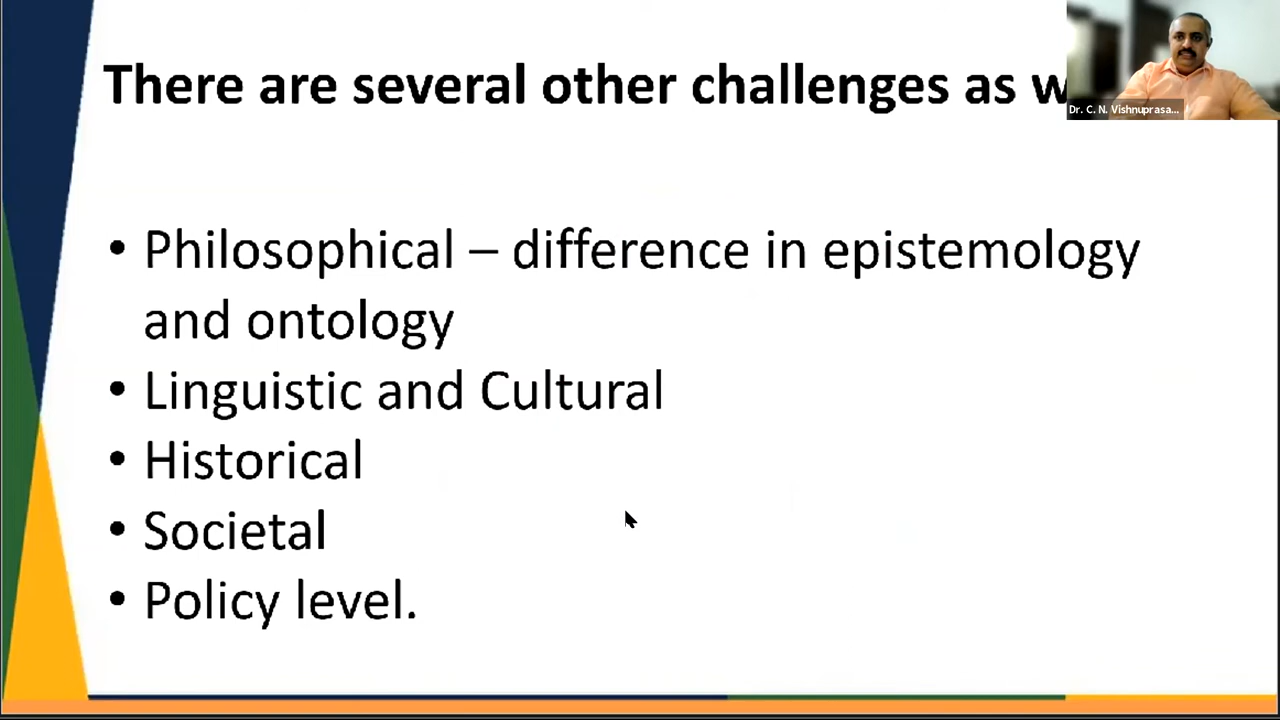 There are several other challenges as w
Dr. C. N. Vishnuprasa...
• Philosophical – difference in epistemology
and ontology
• Linguistic and Cultural
• Historical
• Societal
• Policy level.